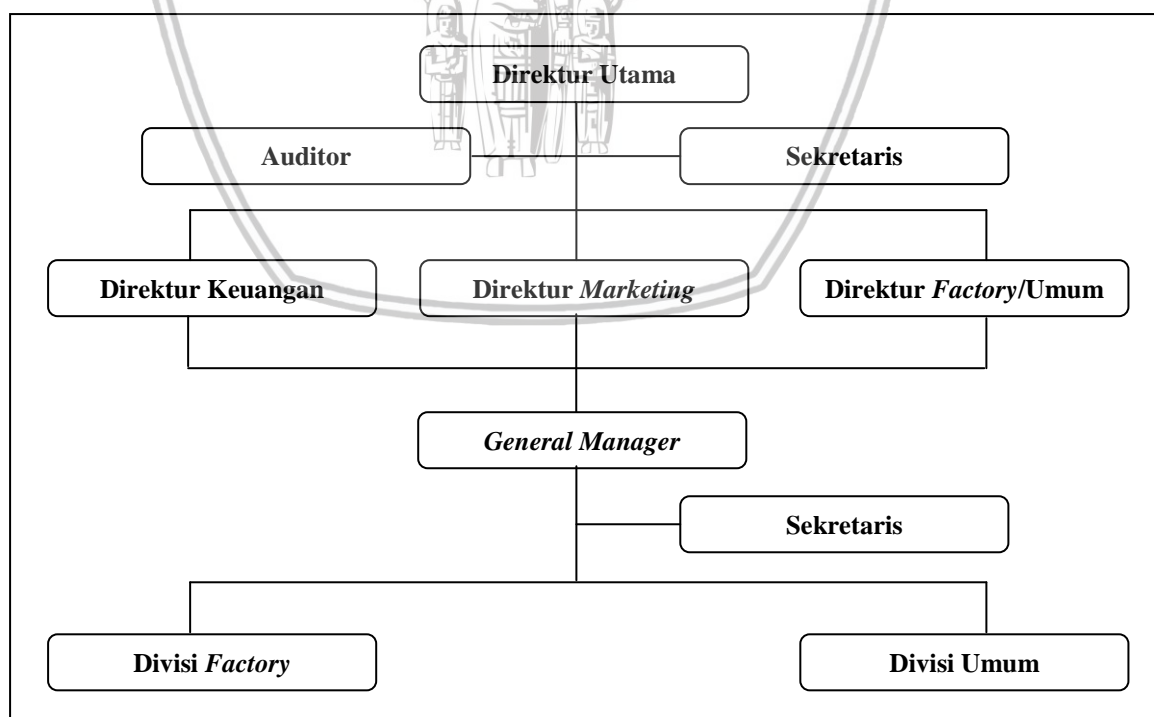 Direktur Utama
Auditor
Sekretaris
Direktur Keuangan
Direktur Marketing
Direktur Factory/Umum
General Manager
Sekretaris
Divisi Factory
Divisi Umum